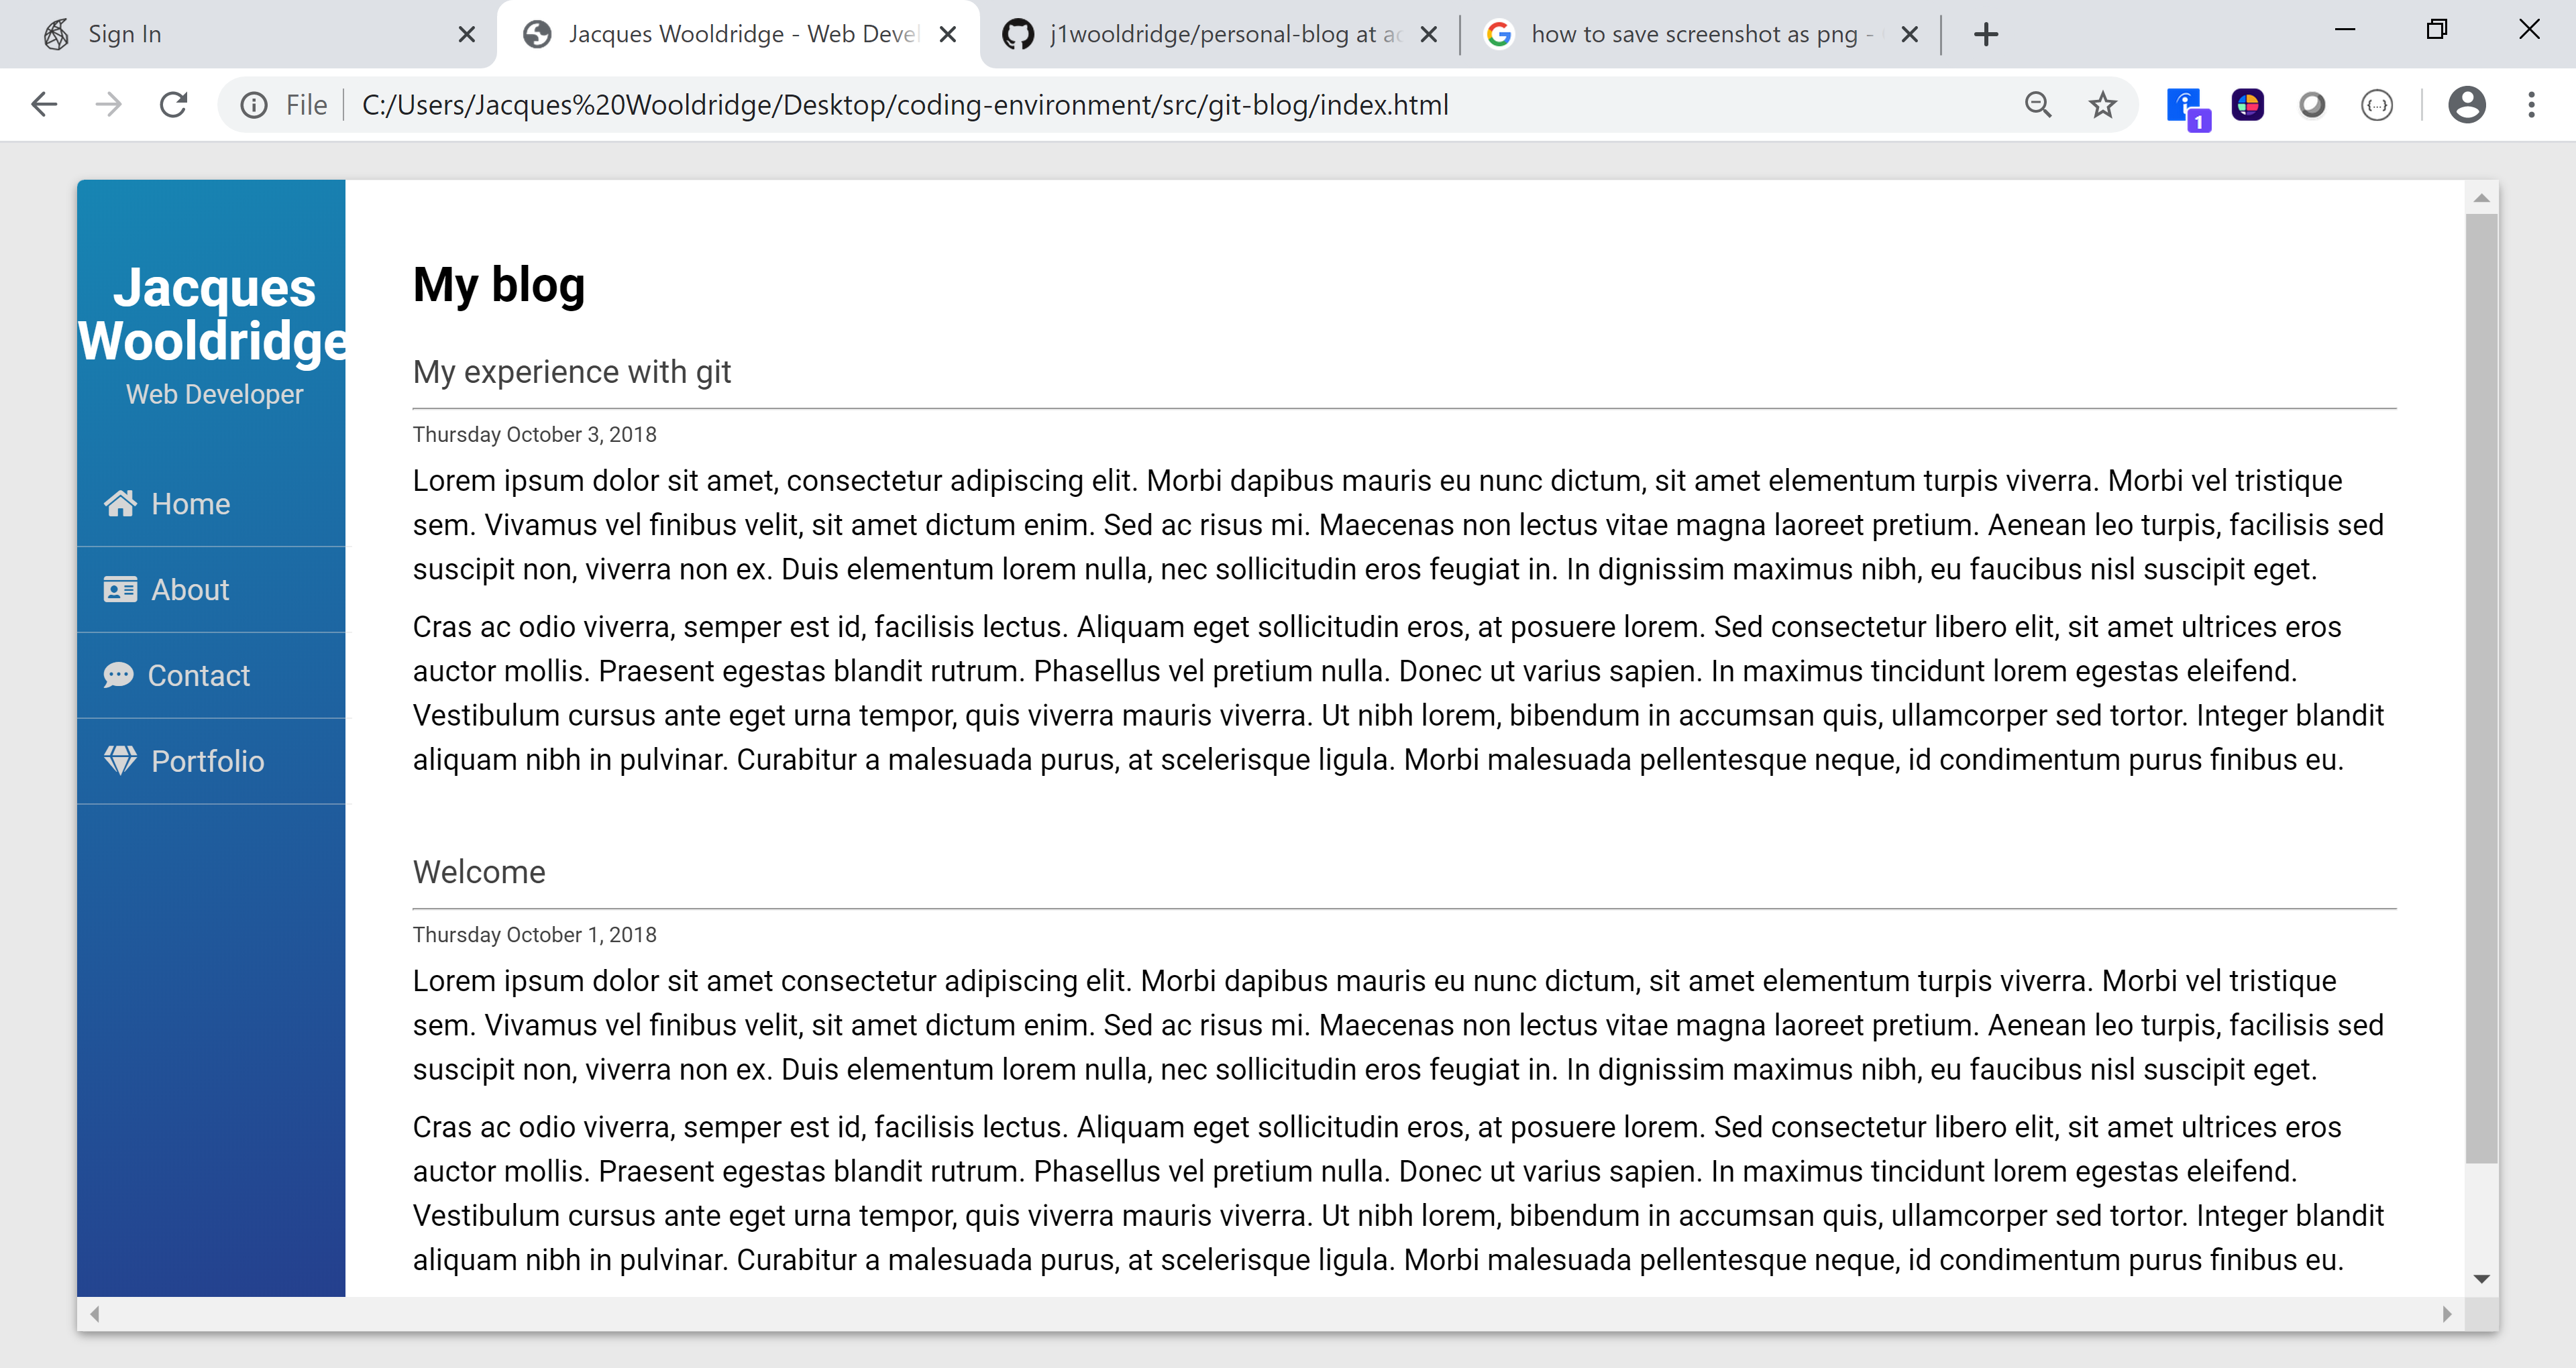 Sign In
Jacques Wooldridge - Web Devel
j1wooldridge/personal-blog at ac
how to save screenshot as png -
File
C:/Users/Jacques%20Wooldridge/Desktop/coding-environment/src/git-blog/index.html
1
Jacques
Wooldridge
Web Developer
Home
About
Contact
Portfolio
My blog
My experience with git
Thursday October 3, 2018
Lorem ipsum dolor sit amet, consectetur adipiscing elit. Morbi dapibus mauris eu nunc dictum, sit amet elementum turpis viverra. Morbi vel tristique
sem. Vivamus vel finibus velit, sit amet dictum enim. Sed ac risus mi. Maecenas non lectus vitae magna laoreet pretium. Aenean leo turpis, facilisis sed
suscipit non, viverra non ex. Duis elementum lorem nulla, nec sollicitudin eros feugiat in. In dignissim maximus nibh, eu faucibus nisl suscipit eget.
Cras ac odio viverra, semper est id, facilisis lectus. Aliquam eget sollicitudin eros, at posuere lorem. Sed consectetur libero elit, sit amet ultrices eros
auctor mollis. Praesent egestas blandit rutrum. Phasellus vel pretium nulla. Donec ut varius sapien. In maximus tincidunt lorem egestas eleifend.
Vestibulum cursus ante eget urna tempor, quis viverra mauris viverra. Ut nibh lorem, bibendum in accumsan quis, ullamcorper sed tortor. Integer blandit
aliquam nibh in pulvinar. Curabitur a malesuada purus, at scelerisque ligula. Morbi malesuada pellentesque neque, id condimentum purus finibus eu.
Welcome
Thursday October 1, 2018
Lorem ipsum dolor sit amet consectetur adipiscing elit. Morbi dapibus mauris eu nunc dictum, sit amet elementum turpis viverra. Morbi vel tristique
sem. Vivamus vel finibus velit, sit amet dictum enim. Sed ac risus mi. Maecenas non lectus vitae magna laoreet pretium. Aenean leo turpis, facilisis sed
suscipit non, viverra non ex. Duis elementum lorem nulla, nec sollicitudin eros feugiat in. In dignissim maximus nibh, eu faucibus nisl suscipit eget.
Cras ac odio viverra, semper est id, facilisis lectus. Aliquam eget sollicitudin eros, at posuere lorem. Sed consectetur libero elit, sit amet ultrices eros
auctor mollis. Praesent egestas blandit rutrum. Phasellus vel pretium nulla. Donec ut varius sapien. In maximus tincidunt lorem egestas eleifend.
Vestibulum cursus ante eget urna tempor, quis viverra mauris viverra. Ut nibh lorem, bibendum in accumsan quis, ullamcorper sed tortor. Integer blandit
aliquam nibh in pulvinar. Curabitur a malesuada purus, at scelerisque ligula. Morbi malesuada pellentesque neque, id condimentum purus finibus eu.